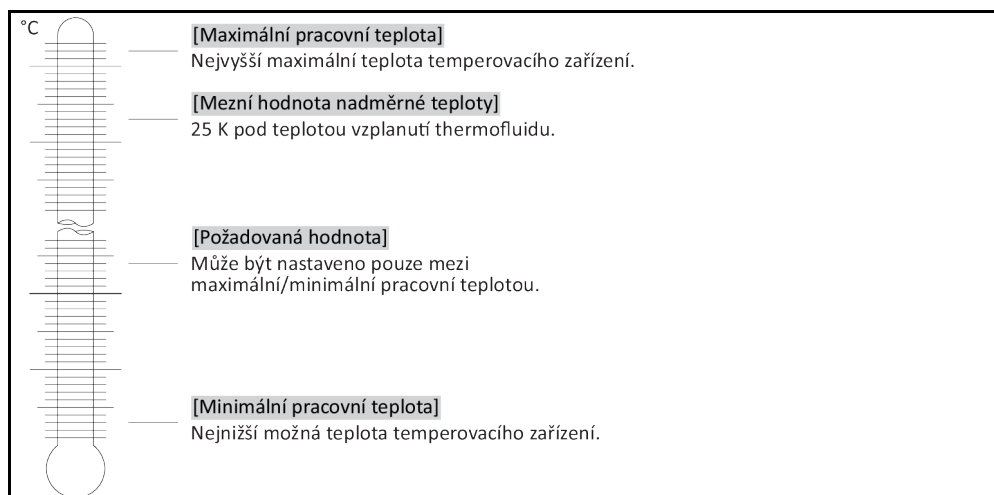 °C
[Maximální pracovní teplota]
Nejvyšší maximální teplota temperovacího zařízení.
[Mezní hodnota nadměrné teploty]
25 K pod teplotou vzplanutí thermofluidu.
[Požadovaná hodnota]
Může být nastaveno pouze mezi
maximální/minimální pracovní teplotou.
[Minimální pracovní teplota]
Nejnižší možná teplota temperovacího zařízení.